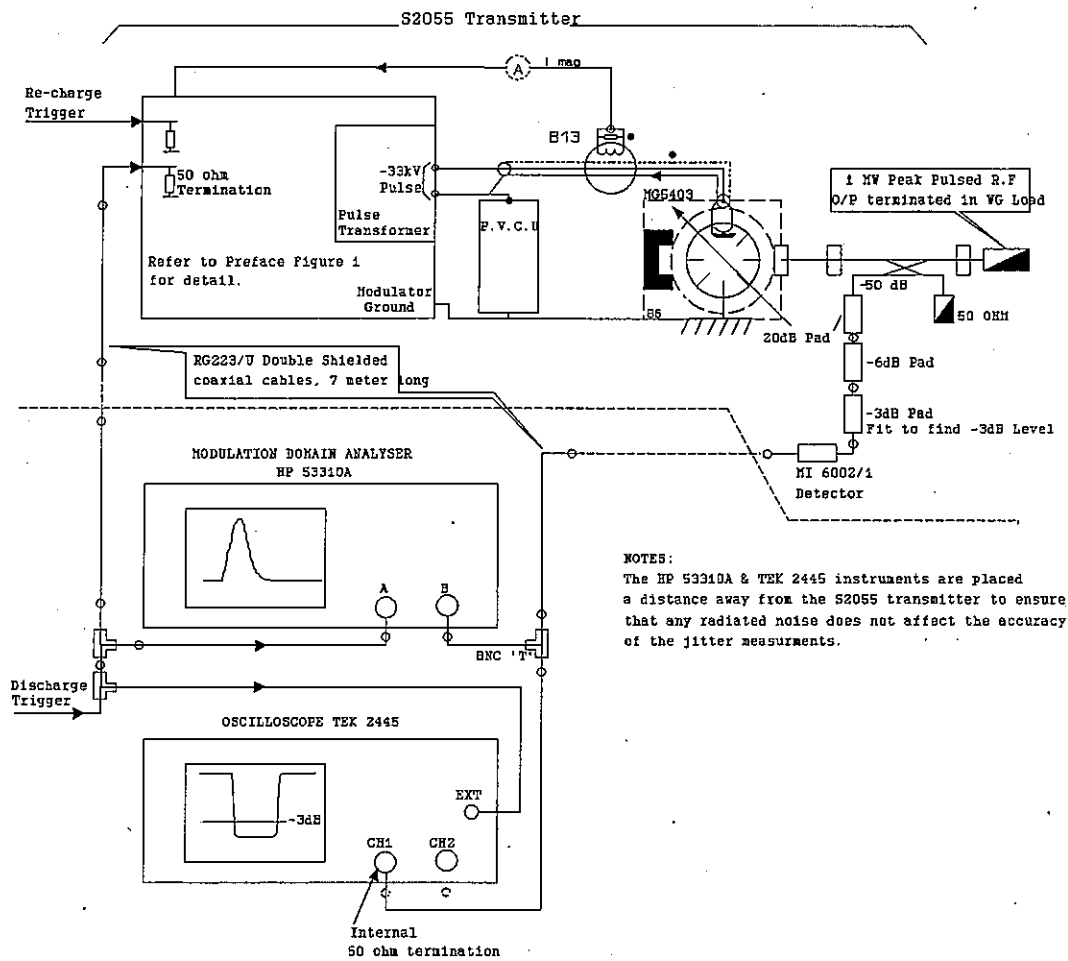 S2055 Transmitter
I mag
A
Re-charge
Trigger
B13
-33kV
Pulse
50 ohm
Termination
1 MW Peak Pulsed R.F
O/P terminated in WG Load
MG5403
P.V.C.U
Pulse
Transformer
Refer to Preface Figure 1
for detail.
-50 dB
Modulator
Ground
B6
50 OHM
20dB Pad
RG223/U Double Shielded
coaxial cables, 7 meter long
-6dB Pad
-3dB Pad
Fit to find -3dB Level
MODULATION DOMAIN ANALYSER
HP 53310A
MI 6002/1
Detector
NOTES:
The HP 53310A & TEK 2445 instruments are placed
a distance away from the S2055 transmitter to ensure
that any radiated noise does not affect the accuracy
of the jitter measurments.
A
B
BNC 'T'
Discharge
Trigger
OSCILLOSCOPE TEK 2445
EXT
-3dB
CH1
CH2
Internal
50 ohm termination